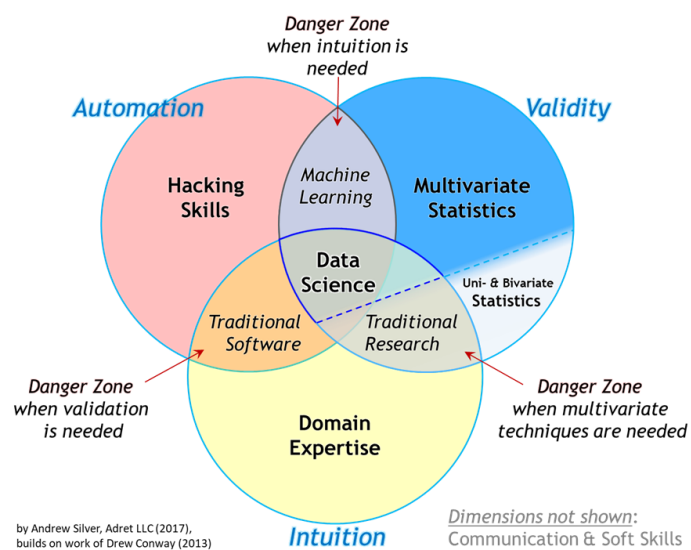 Danger Zone
when intuition is
needed
Automation
Validity
Machine
Learning
Hacking
Skills
Multivariate
Statistics
Data
Science
Uni- & Bivariate
Statistics
Traditional
Software
Traditional
Research
Danger Zone
when validation
is needed
Danger Zone
when multivariate
techniques are needed
Domain
Expertise
by Andrew Silver, Adret LLC (2017),
builds on work of Drew Conway (2013)
Intuition
Dimensions not shown:
Communication & Soft Skills